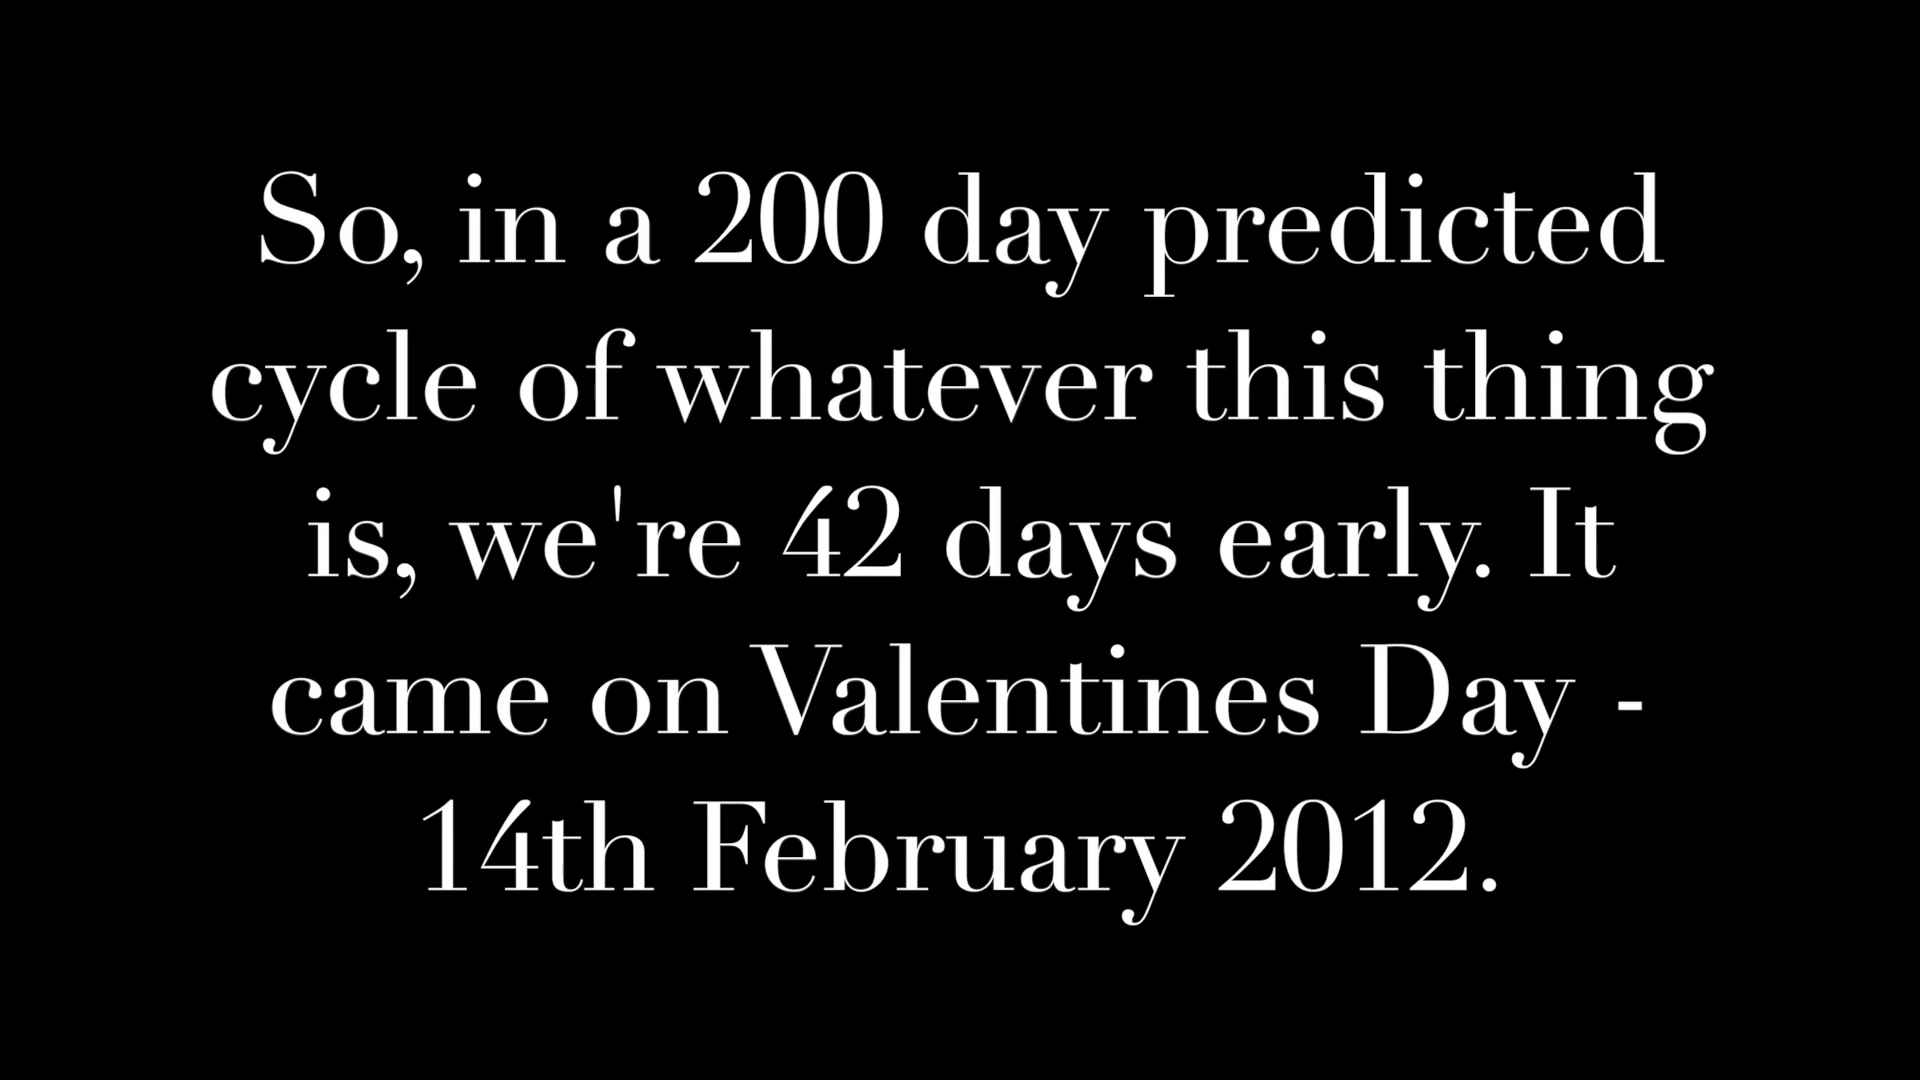 So, in a 200 day predicted
cycle of whatever this thing
is, we're 42 days early. It
came on Valentines Day -
14th February 2012.